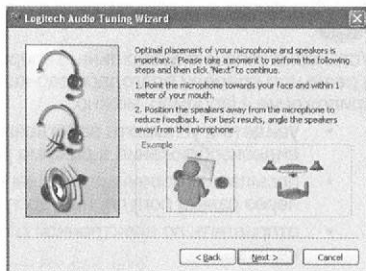 Logitech Audio Tuning Wizard
Optimal placement of your microphone and speakers is
important. Please take a moment to perform the following
steps and then click "Next" to continue.
1. Point the microphone towards your face and within 1
meter of your mouth.
2. Position the speakers away from the microphone to
reduce feedback. For best results, angle the speakers
away from the microphone.
Example
< Back
Next >
Cancel